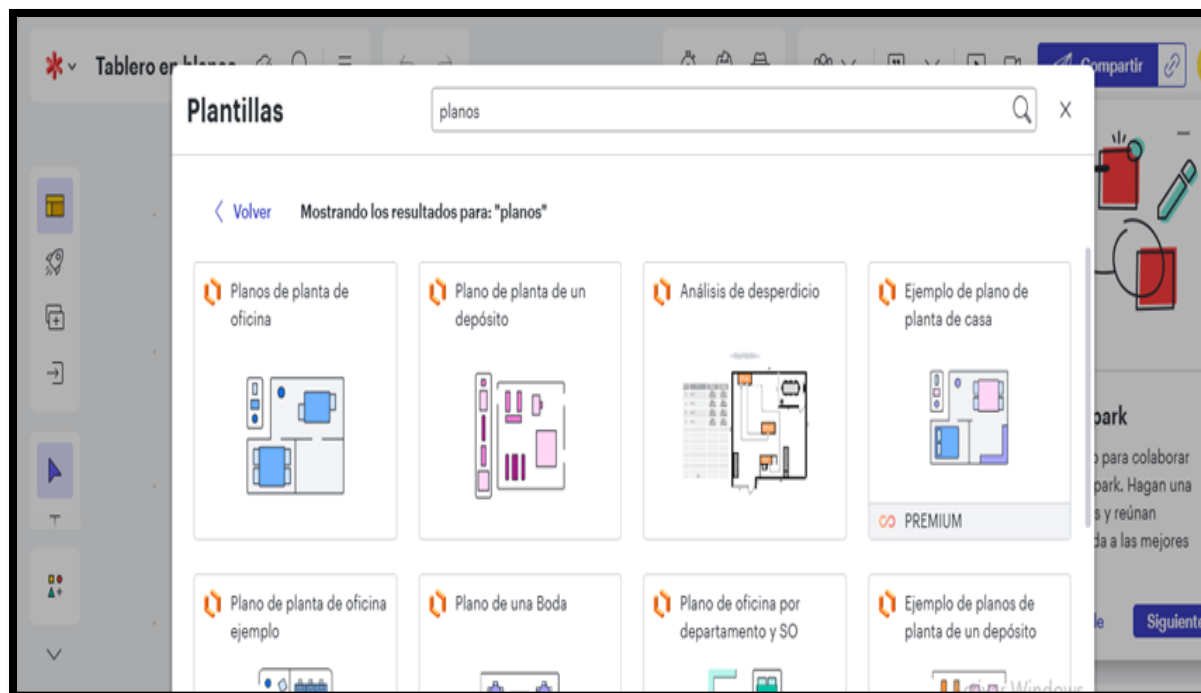 Tablero en blanco
Compartir
Plantillas
planos
X
Volver
Mostrando los resultados para: "planos"
Planos de planta de
oficina
Plano de planta de un
depósito
Análisis de desperdicio
Ejemplo de plano de
planta de casa
PREMIUM
Plano de planta de oficina
ejemplo
Plano de una Boda
Plano de oficina por
departamento y SO
Ejemplo de planos de
planta de un depósito
park
para colaborar
park. Hagan una
s y reúnan
da a las mejores
le
Siguiente
Windows